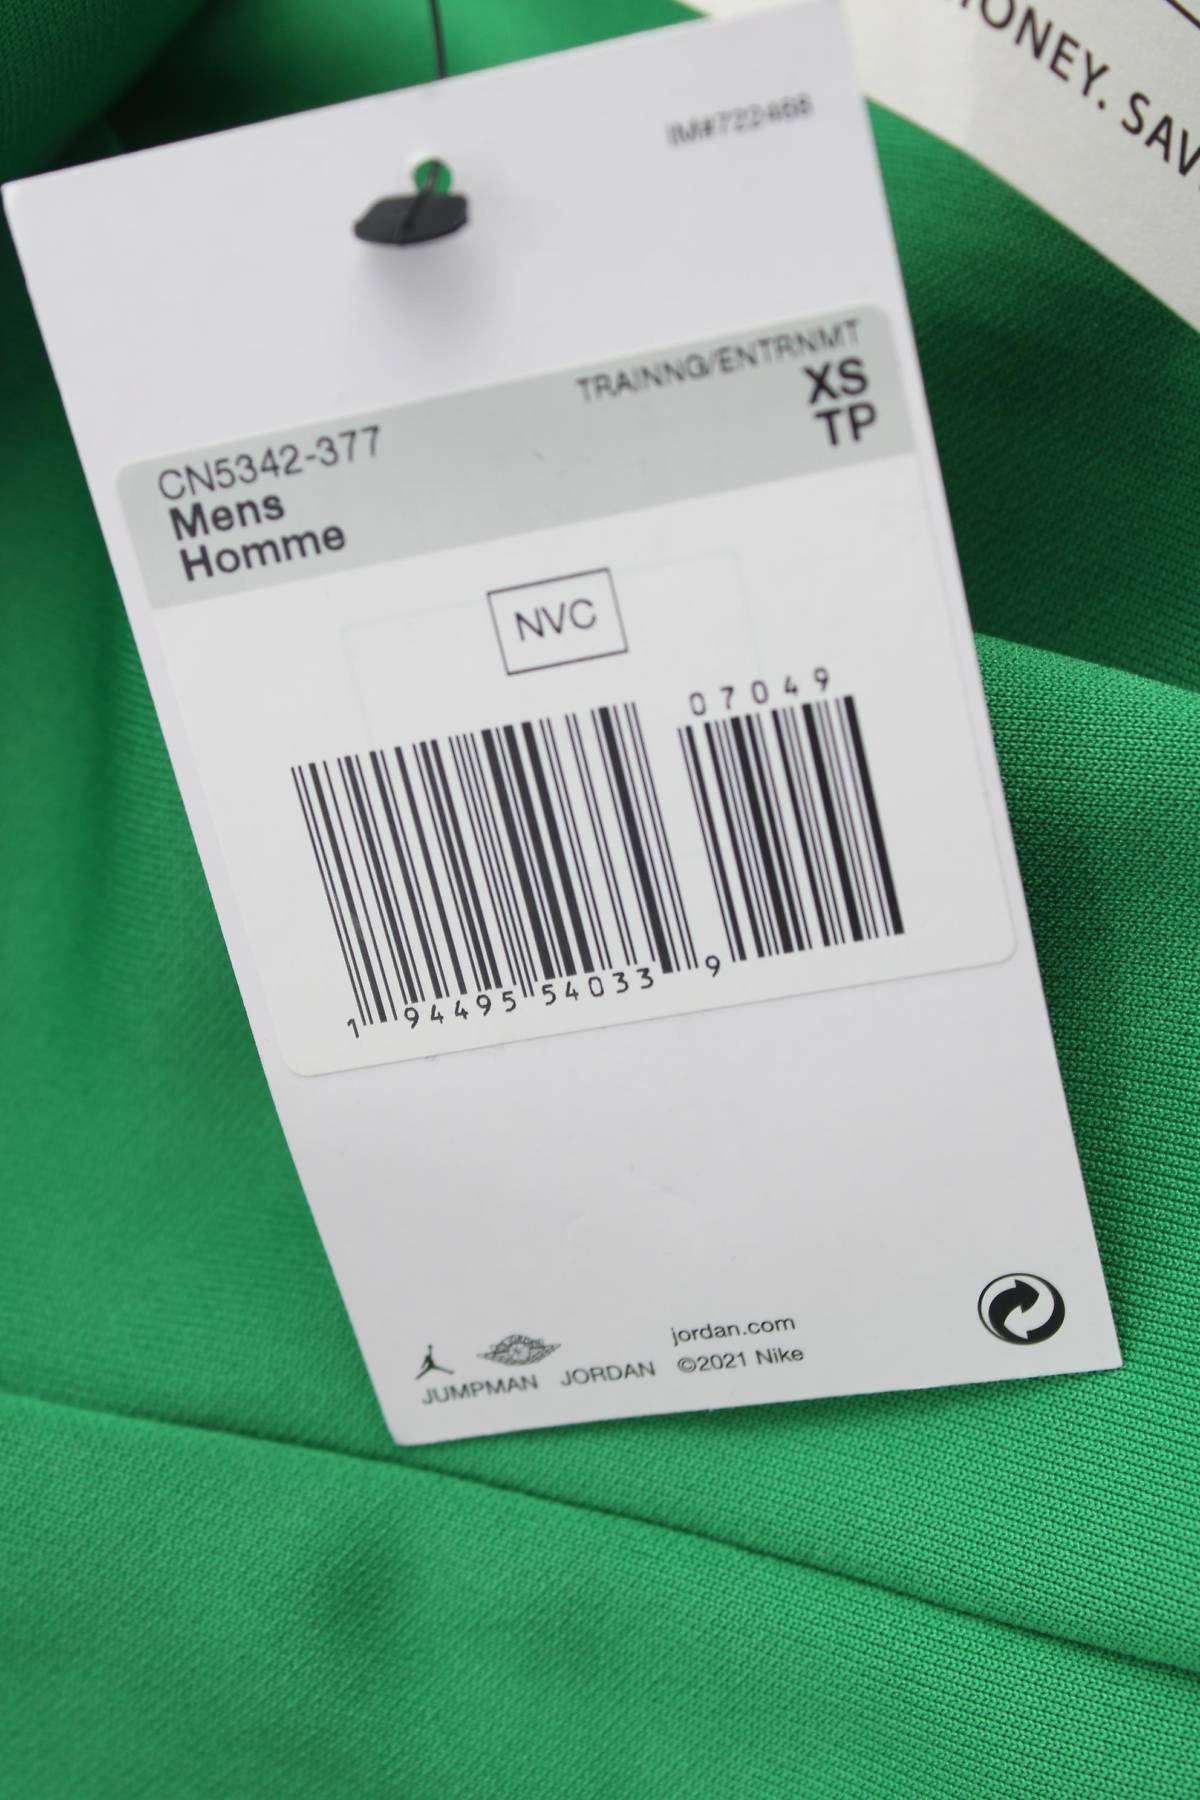 MONEY. SAV
IM#722466
TRAINNG/ENTRNMT
XS
TP
CN5342-377
Mens
Homme
NVC
07049
1 94495 54033 9
jordan.com
JUMPMAN JORDAN ©2021 Nike